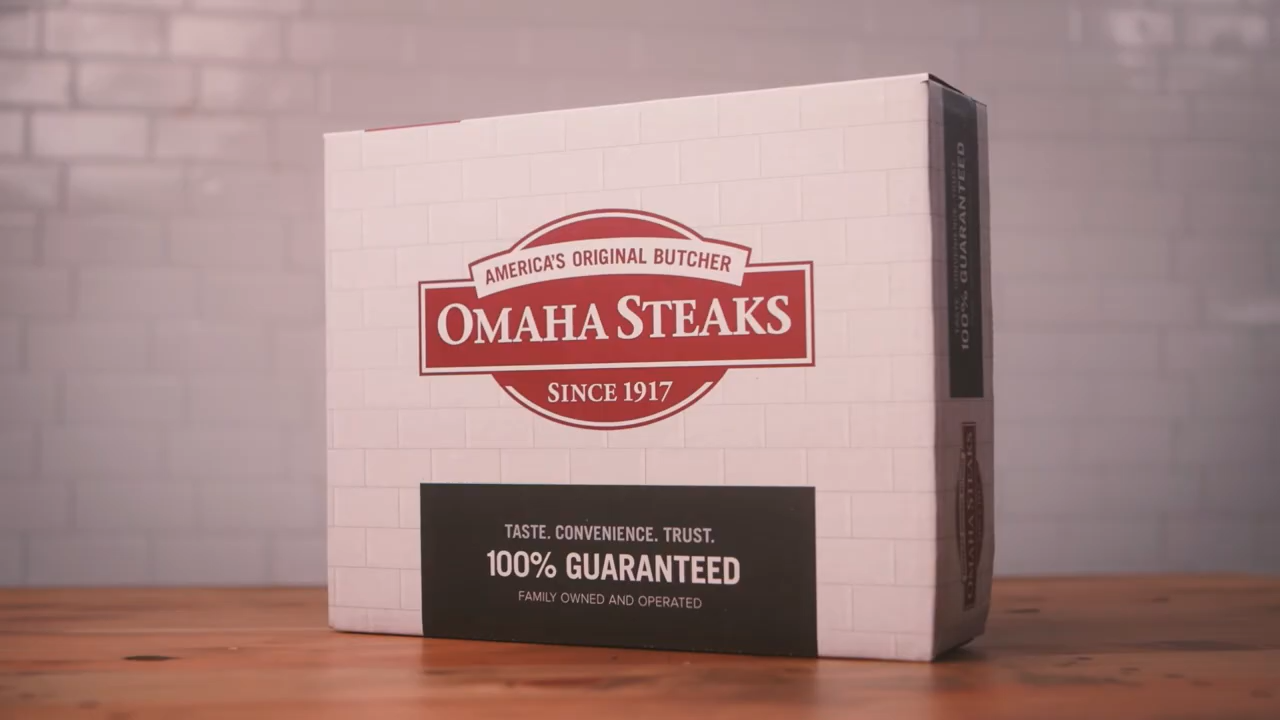 AMERICA'S ORIGINAL BUTCHER
OMAHA STEAKS
SINCE 1917
TASTE. CONVENIENCE. TRUST.
100% GUARANTEED
FAMILY OWNED AND OPERATED
100% GUARANTEED
OMAHA STEAKS